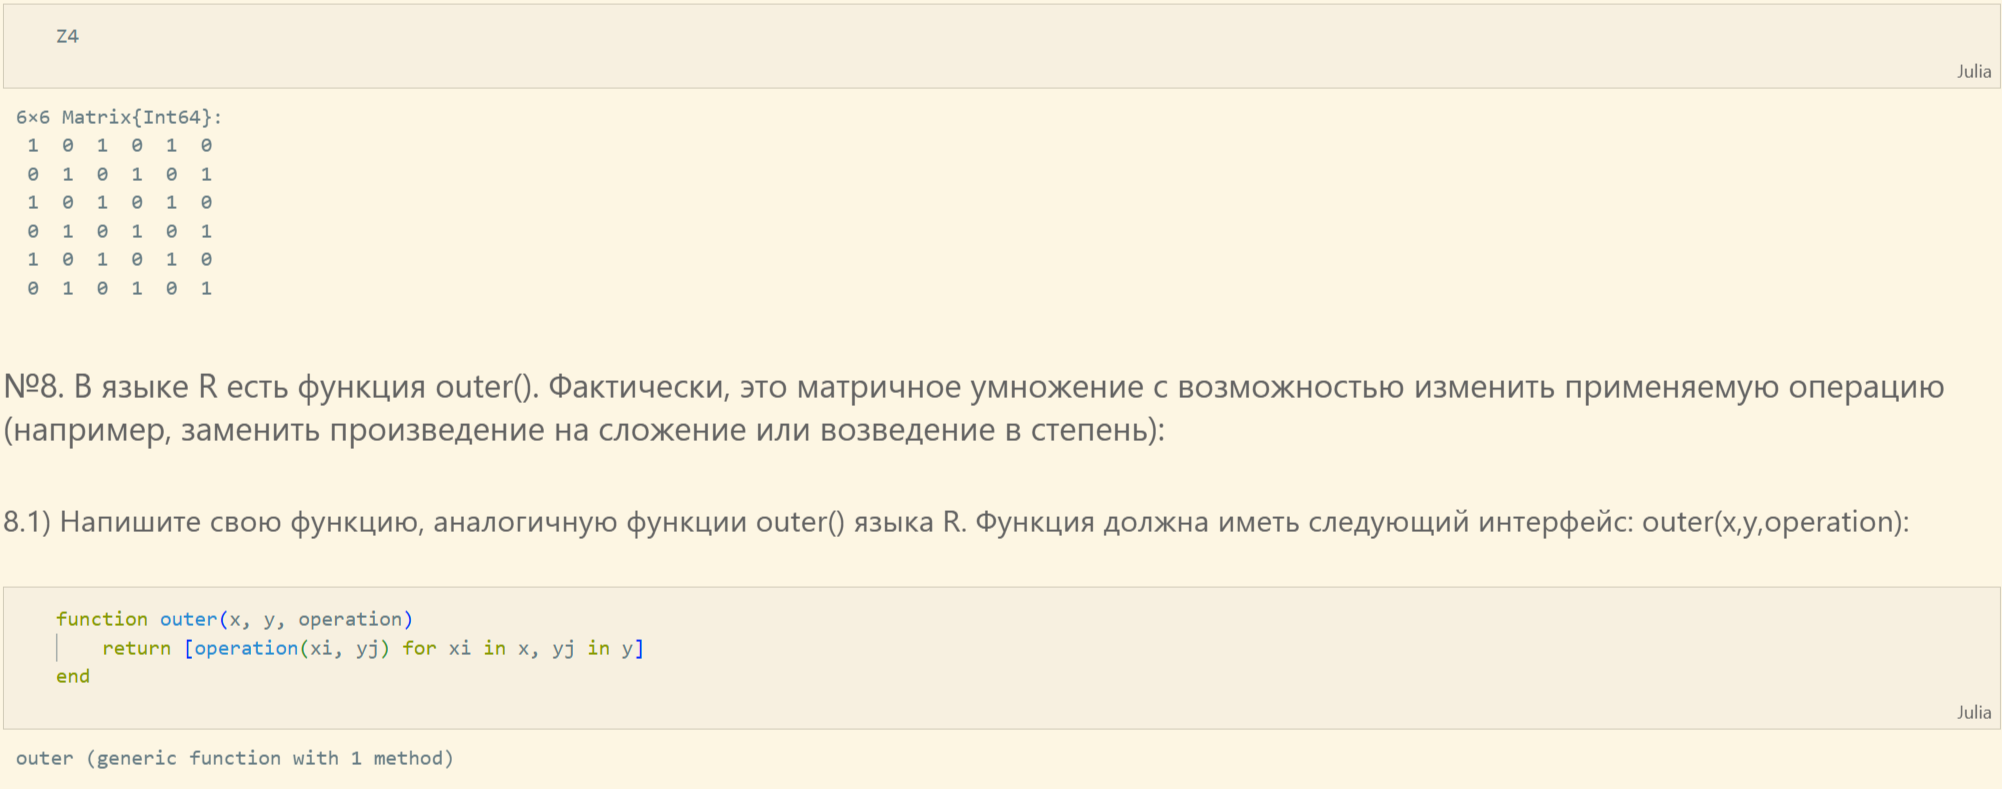 Z4
Julia
6×6 Matrix{Int64}:
1 0 1 0 1 0
0 1 0 1 0 1
1 0 1 0 1 0
0 1 0 1 0 1
1 0 1 0 1 0
0 1 0 1 0 1
№8. В языке R есть функция outer(). Фактически, это матричное умножение с возможностью изменить применяемую операцию
(например, заменить произведение на сложение или возведение в степень):
8.1) Напишите свою функцию, аналогичную функции outer() языка R. Функция должна иметь следующий интерфейс: outer(x,y,operation):
function outer(x, y, operation)
    return [operation(xi, yj) for xi in x, yj in y]
end
Julia
outer (generic function with 1 method)